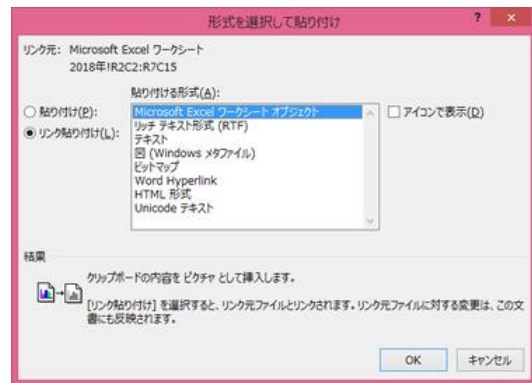 形式を選択して貼り付け
リンク元: Microsoft Excel ワークシート
2018年!R2C2:R7C15
貼り付ける形式(A):
貼り付け(P):
リンク貼り付け(L):
Microsoft Excel ワークシート オブジェクト
リッチ テキスト形式 (RTF)
テキスト
図 (Windows メタファイル)
ビットマップ
Word Hyperlink
HTML 形式
Unicode テキスト
アイコンで表示(D)
結果
クリップボードの内容を ピクチャ として挿入します。
[リンク貼り付け] を選択すると、リンク元ファイルとリンクされます。リンク元ファイルに対する変更は、この文
書にも反映されます。
OK
キャンセル